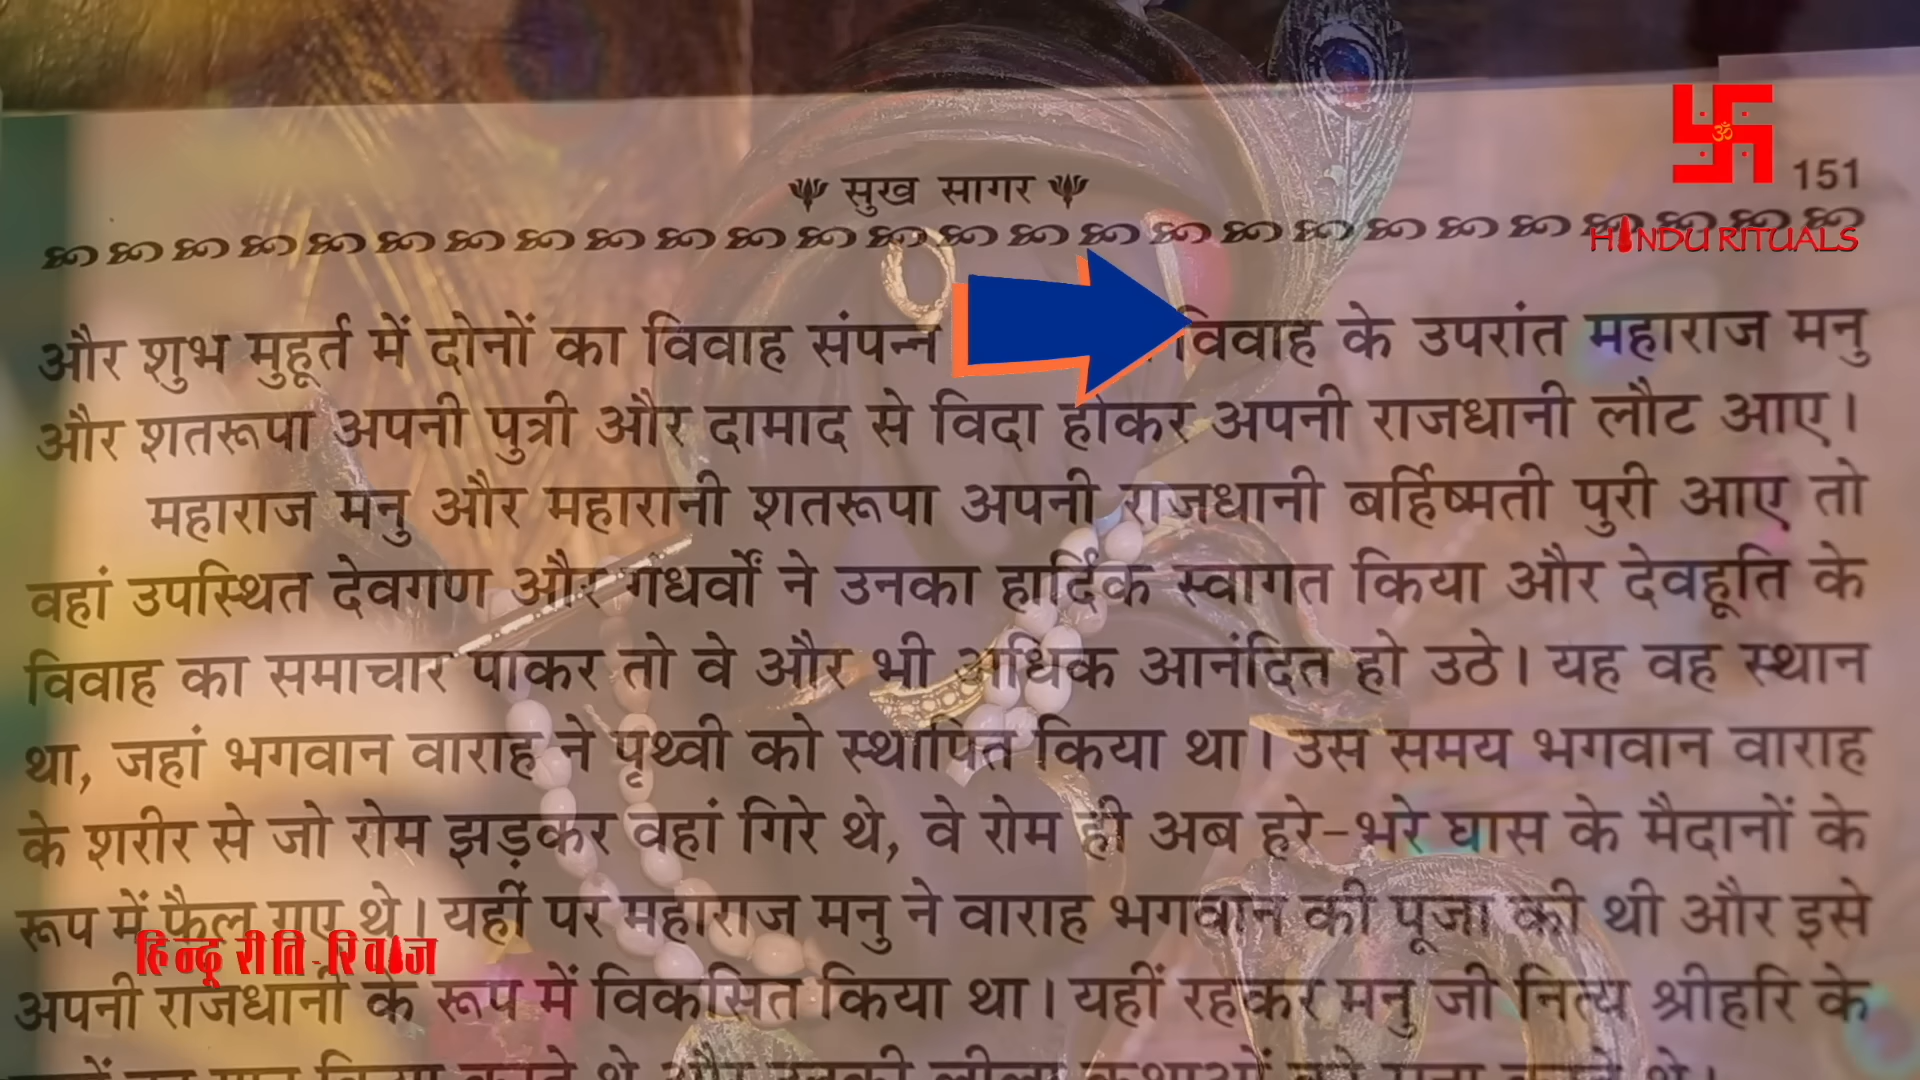 सुख सागर
151
HINDU RITUALS
और शुभ मुहूर्त में दोनों का विवाह संपन्न विवाह के उपरांत महाराज मनु
और शतरूपा अपनी पुत्री और दामाद से विदा होकर अपनी राजधानी लौट आए।
महाराज मनु और महारानी शतरूपा अपनी राजधानी बर्हिष्मती पुरी आए तो
वहां उपस्थित देवगण और गंधर्वों ने उनका हार्दिक स्वागत किया और देवहूति के
विवाह का समाचार पाकर तो वे और भी अधिक आनंदित हो उठे। यह वह स्थान
था, जहां भगवान वाराह ने पृथ्वी को स्थापित किया था। उस समय भगवान वाराह
के शरीर से जो रोम झड़कर वहां गिरे थे, वे रोम ही अब हरे-भरे घास के मैदानों के
रूप में फैल गए थे। यहीं पर महाराज मनु ने वाराह भगवान की पूजा की थी और इसे
हिन्दू रीति-रिवाज
अपनी राजधानी के रूप में विकसित किया था। यहीं रहकर मनु जी नित्य श्रीहरि के